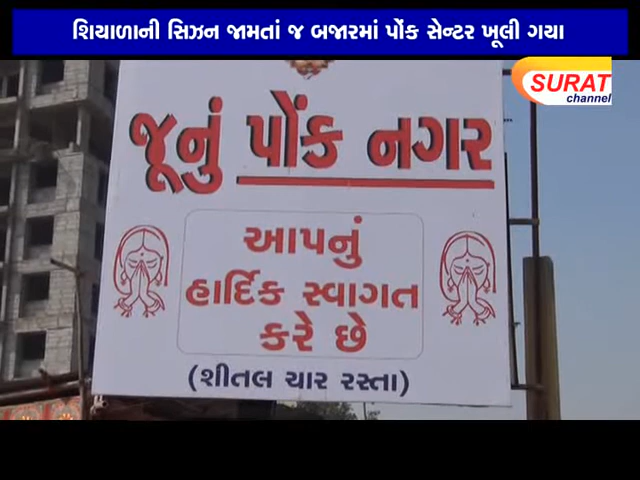 શિયાળાની સિઝન જામતાં જ બજારમાં પોંક સેન્ટર ખૂલી ગયા
SURAT
channel
જૂનું પોંક નગર
આપનું
હાર્દિક સ્વાગત
કરે છે
(શીતલ ચાર રસ્તા)